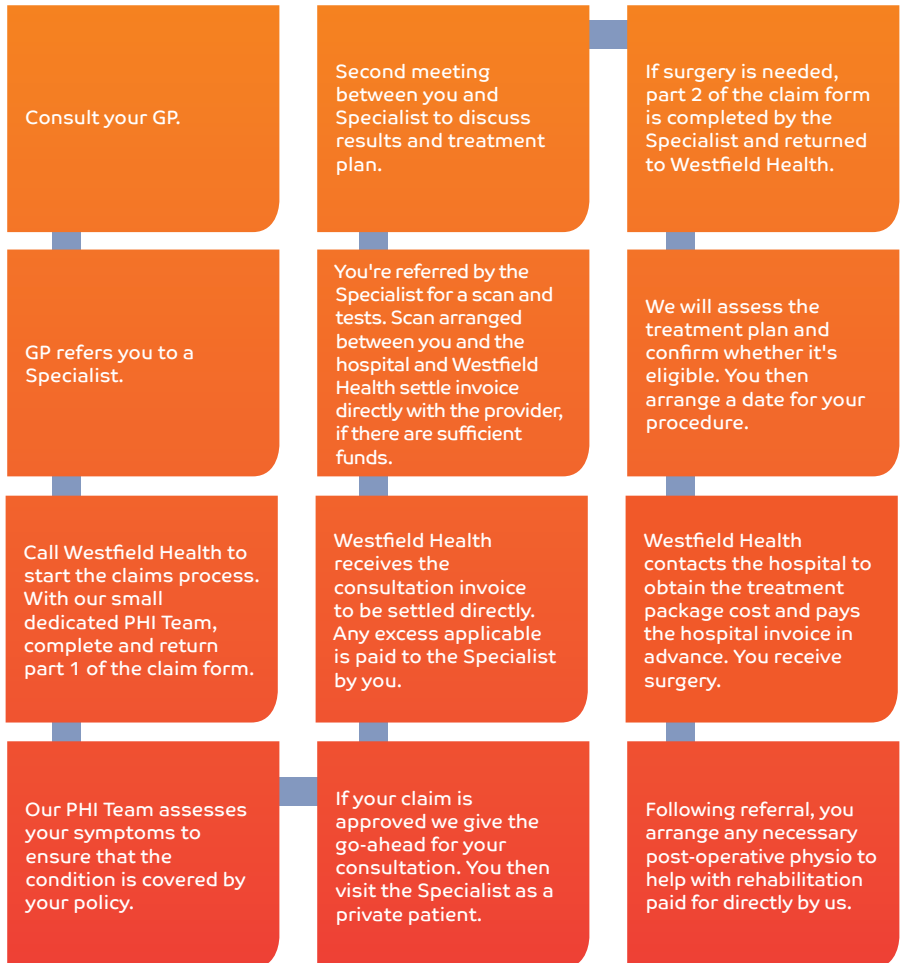 Consult your GP.
GP refers you to a
Specialist.
Call Westfield Health to
start the claims process.
With our small
dedicated PHI Team,
complete and return
part 1 of the claim form.
Our PHI Team assesses
your symptoms to
ensure that the
condition is covered by
your policy.
If your claim is
approved we give the
go-ahead for your
consultation. You then
visit the Specialist as a
private patient.
Westfield Health
receives the
consultation invoice
to be settled directly.
Any excess applicable
is paid to the Specialist
by you.
You're referred by the
Specialist for a scan and
tests. Scan arranged
between you and the
hospital and Westfield
Health settle invoice
directly with the provider,
if there are sufficient
funds.
Second meeting
between you and
Specialist to discuss
results and treatment
plan.
If surgery is needed,
part 2 of the claim form
is completed by the
Specialist and returned
to Westfield Health.
We will assess the
treatment plan and
confirm whether it's
eligible. You then
arrange a date for your
procedure.
Westfield Health
contacts the hospital to
obtain the treatment
package cost and pays
the hospital invoice in
advance. You receive
surgery.
Following referral, you
arrange any necessary
post-operative physio to
help with rehabilitation
paid for directly by us.